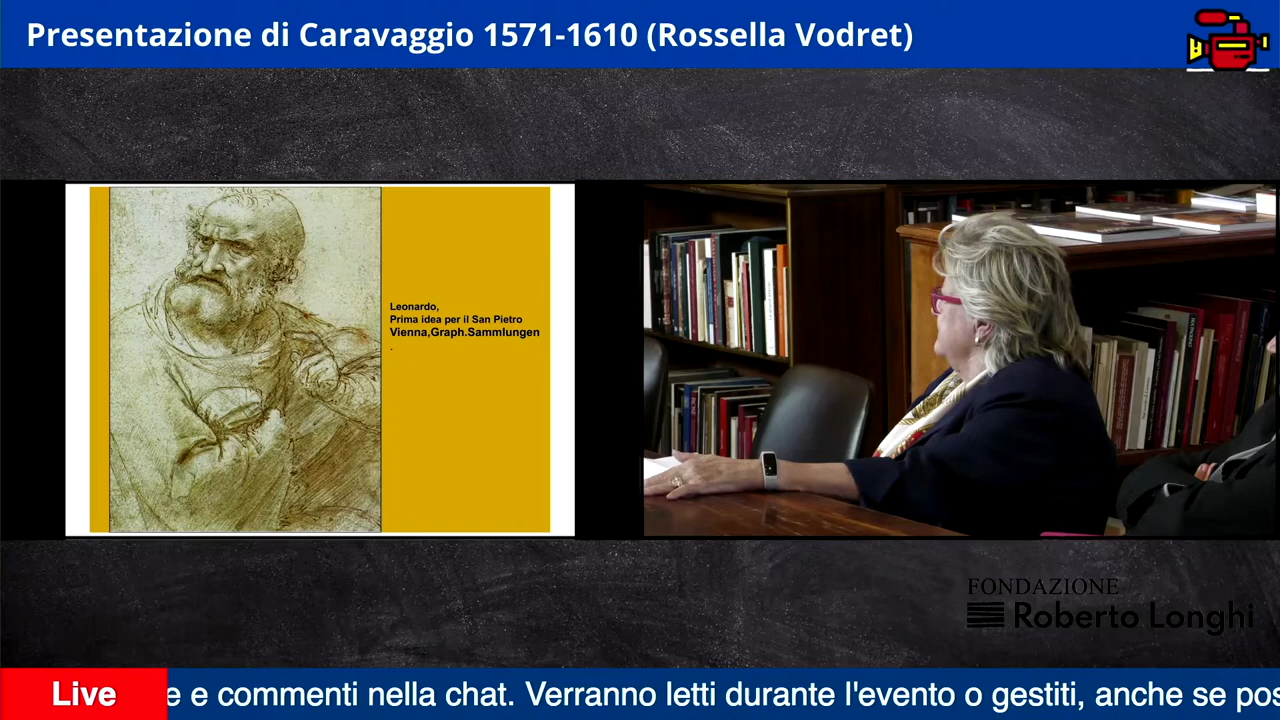 Presentazione di Caravaggio 1571-1610 (Rossella Vodret)
Leonardo,
Prima idea per il San Pietro
Vienna,Graph.Sammlungen
.
FONDAZIONE
Roberto Longhi
Live
e e commenti nella chat. Verranno letti durante l'evento o gestiti, anche se pos